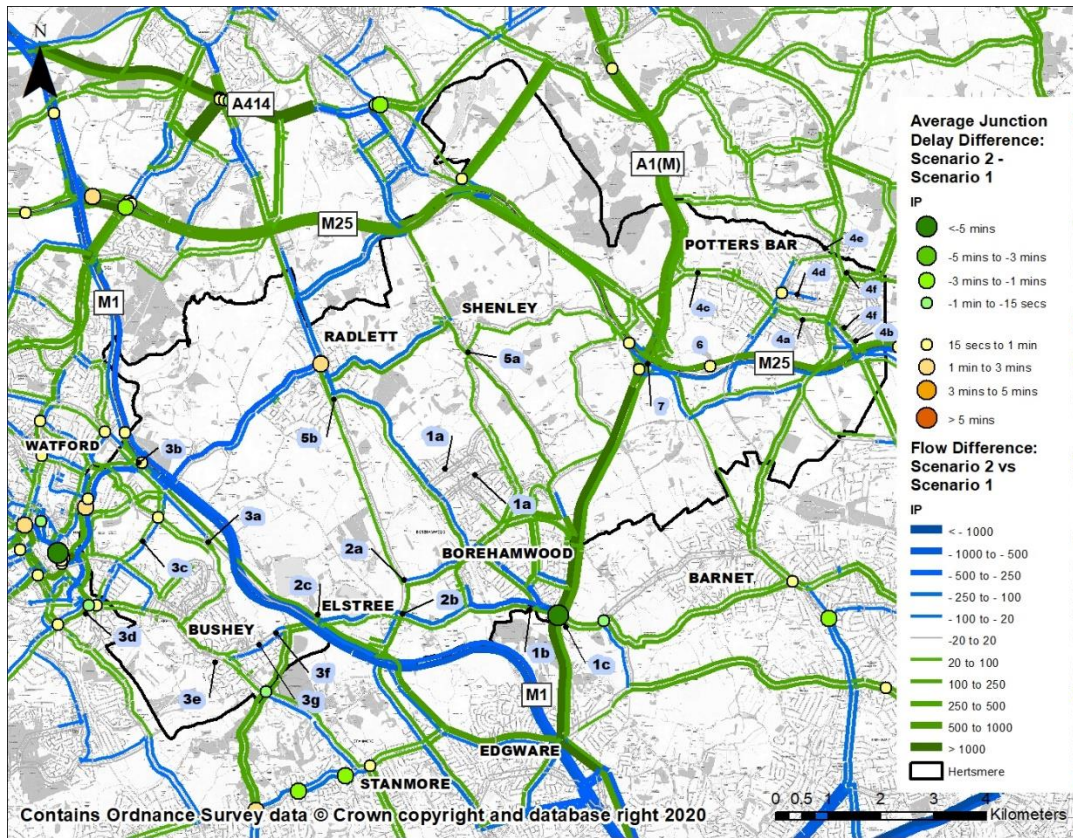 N
A414
A1(M)
M25
POTTERS BAR
4e
4d
4f
4c
M1
SHENLEY
4f
4a
4b
RADLETT
6
M25
5a
7
5b
1a
WATFORD
3b
1a
3a
2a
BOREHAMWOOD
3c
2c
BARNET
ELSTREE
2b
3d
BUSHEY
3f
1b
1c
3e
3g
M1
EDGWARE
STANMORE
Average Junction
Delay Difference:
Scenario 2 -
Scenario 1
IP
<-5 mins
-5 mins to -3 mins
-3 mins to -1 mins
-1 min to -15 secs
15 secs to 1 min
1 min to 3 mins
3 mins to 5 mins
> 5 mins
Flow Difference:
Scenario 2 vs
Scenario 1
IP
< - 1000
- 1000 to - 500
- 500 to - 250
-250 to - 100
- 100 to - 20
-20 to 20
20 to 100
100 to 250
250 to 500
500 to 1000
> 1000
Hertsmere
0 0.5 1 2 3 4
Kilometers
Contains Ordnance Survey data © Crown copyright and database right 2020